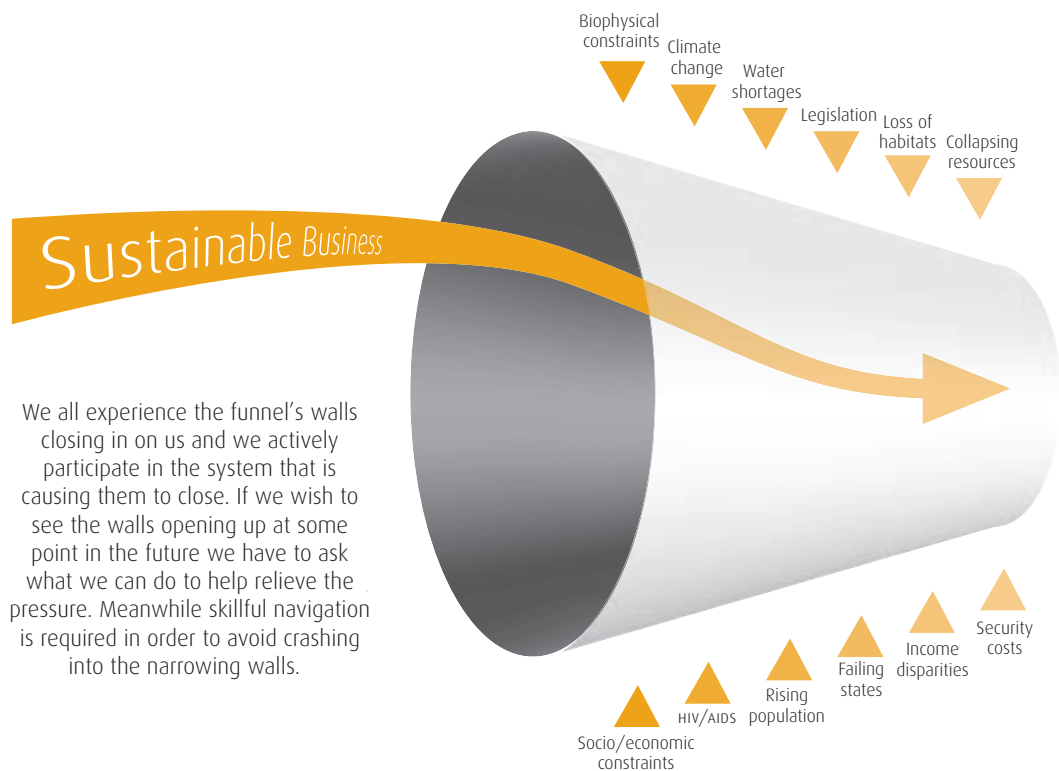 Biophysical
constraints
Climate
change
Water
shortages
Legislation
Loss of
habitats
Collapsing
resources
Sustainable Business
We all experience the funnel’s walls
closing in on us and we actively
participate in the system that is
causing them to close. If we wish to
see the walls opening up at some
point in the future we have to ask
what we can do to help relieve the
pressure. Meanwhile skillful navigation
is required in order to avoid crashing
into the narrowing walls.
Socio/economic
constraints
HIV/AIDS
Rising
population
Failing
states
Income
disparities
Security
costs